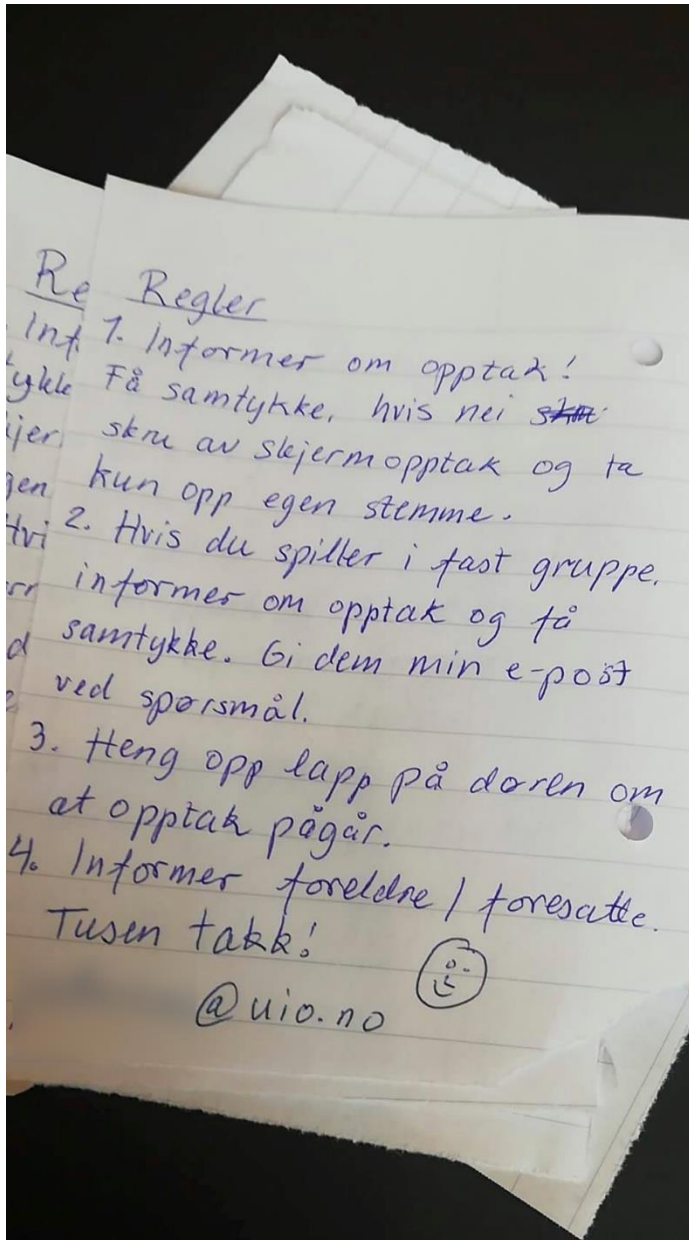 Regler
1. Informer om opptak!
Få samtykke, hvis nei
skru av skjermopptak og ta
kun opp egen stemme.
2. Hvis du spiller i fast gruppe,
informer om opptak og få
samtykke. Gi dem min e-post
ved spørsmål.
3. Heng opp lapp på døren om
at opptak pågår.
4. Informer foreldre / foresatte.
Tusen takk!
@uio.no